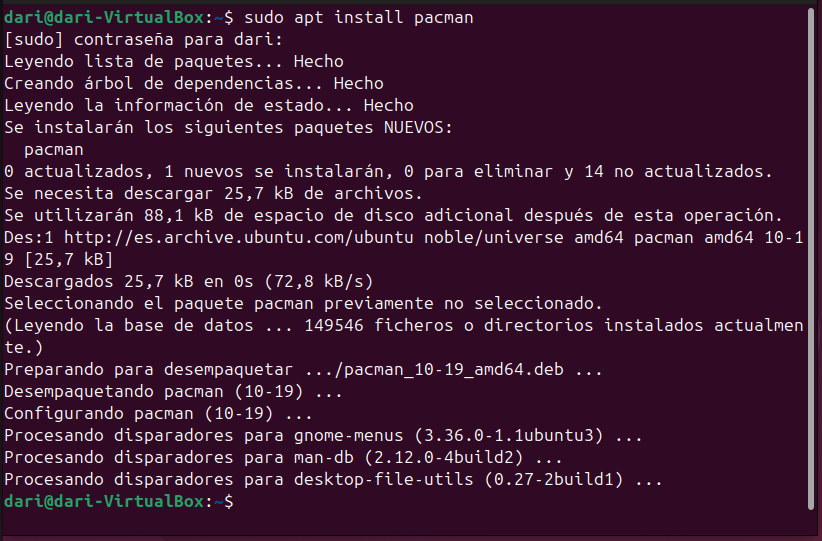 dari@dari-VirtualBox:~$ sudo apt install pacman
[sudo] contraseña para dari:
Leyendo lista de paquetes... Hecho
Creando árbol de dependencias... Hecho
Leyendo la información de estado... Hecho
Se instalarán los siguientes paquetes NUEVOS:
  pacman
0 actualizados, 1 nuevos se instalarán, 0 para eliminar y 14 no actualizados.
Se necesita descargar 25,7 kB de archivos.
Se utilizarán 88,1 kB de espacio de disco adicional después de esta operación.
Des:1 http://es.archive.ubuntu.com/ubuntu noble/universe amd64 pacman amd64 10-1
9 [25,7 kB]
Descargados 25,7 kB en 0s (72,8 kB/s)
Seleccionando el paquete pacman previamente no seleccionado.
(Leyendo la base de datos ... 149546 ficheros o directorios instalados actualmen
te.)
Preparando para desempaquetar .../pacman_10-19_amd64.deb ...
Desempaquetando pacman (10-19) ...
Configurando pacman (10-19) ...
Procesando disparadores para gnome-menus (3.36.0-1.1ubuntu3) ...
Procesando disparadores para man-db (2.12.0-4build2) ...
Procesando disparadores para desktop-file-utils (0.27-2build1) ...
dari@dari-VirtualBox:~$